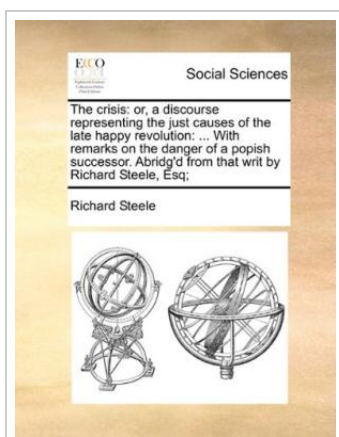 ECCO
Social Sciences
The crisis: or, a discourse
representing the just causes of the
late happy revolution: ... With
remarks on the danger of a popish
successor. Abridg'd from that writ by
Richard Steele, Esq;
Richard Steele